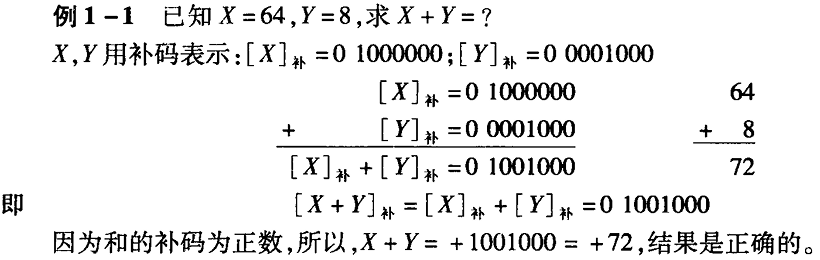 例1-1 已知X=64,Y=8,求X+Y=?
X,Y用补码表示:[X]补=0 1000000;[Y]补=0 0001000
[X]补=0 1000000 64
+ [Y]补=0 0001000 + 8
[X]补+[Y]补=0 1001000 72
即 [X+Y]补=[X]补+[Y]补=0 1001000
因为和的补码为正数,所以,X+Y= +1001000= +72,结果是正确的。